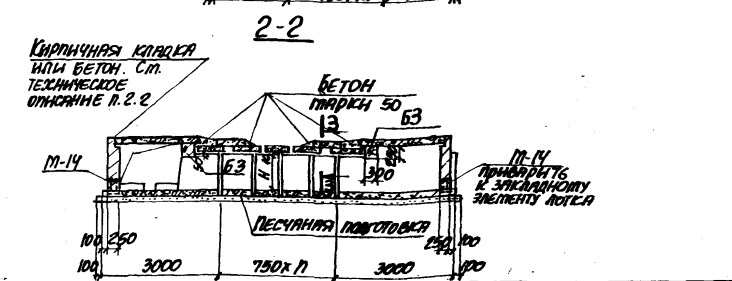 2-2
КИРПИЧНАЯ КЛАДКА
ИЛИ БЕТОН. СМ.
ТЕХНИЧЕСКОЕ
ОПИСАНИЕ П.2.2
БЕТОН
МАРКИ 50
Б3
М-14
Б3
Н
320
М-14
ПРИВАРИТЬ
К ЗАКЛАДНОМУ
ЭЛЕМЕНТУ ЛОТКА
ПЕСЧАНАЯ ПОДГОТОВКА
100 250
250 100
100 3000 750хП 3000 100